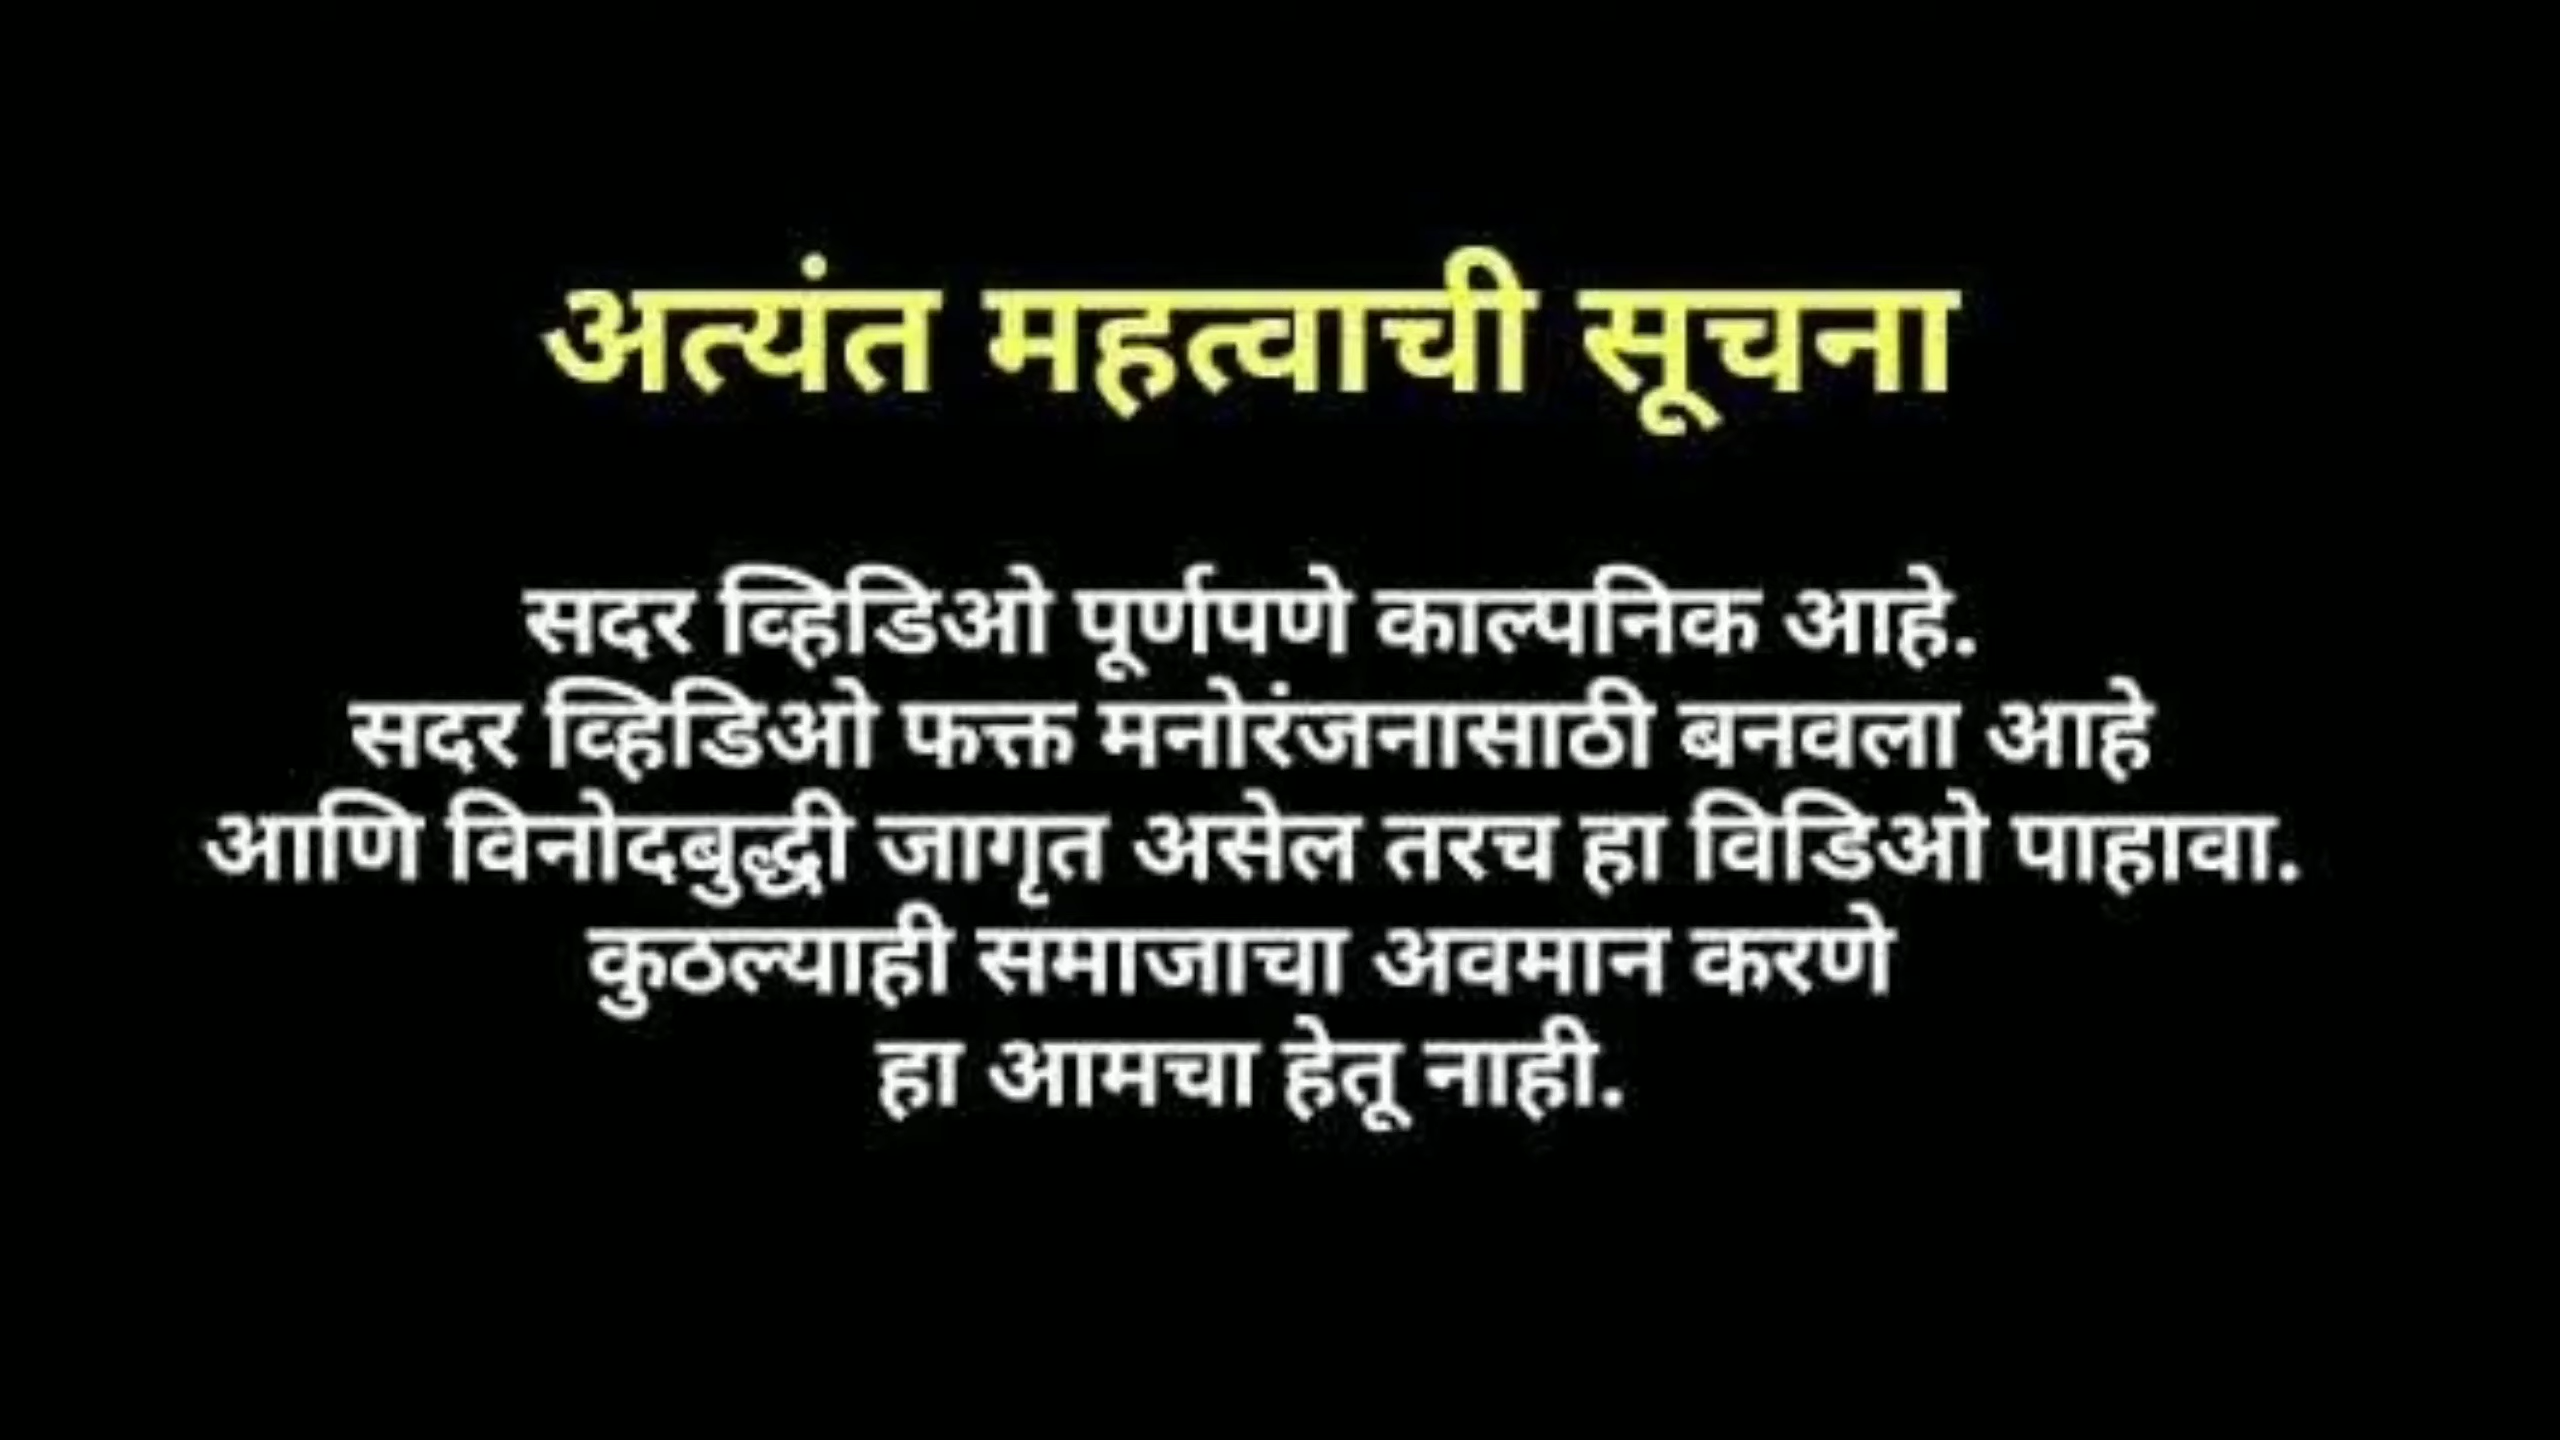 अत्यंत महत्वाची सूचना
सदर व्हिडिओ पूर्णपणे काल्पनिक आहे.
सदर व्हिडिओ फक्त मनोरंजनासाठी बनवला आहे
आणि विनोदबुद्धी जागृत असेल तरच हा विडिओ पाहावा.
कुठल्याही समाजाचा अवमान करणे
हा आमचा हेतू नाही.